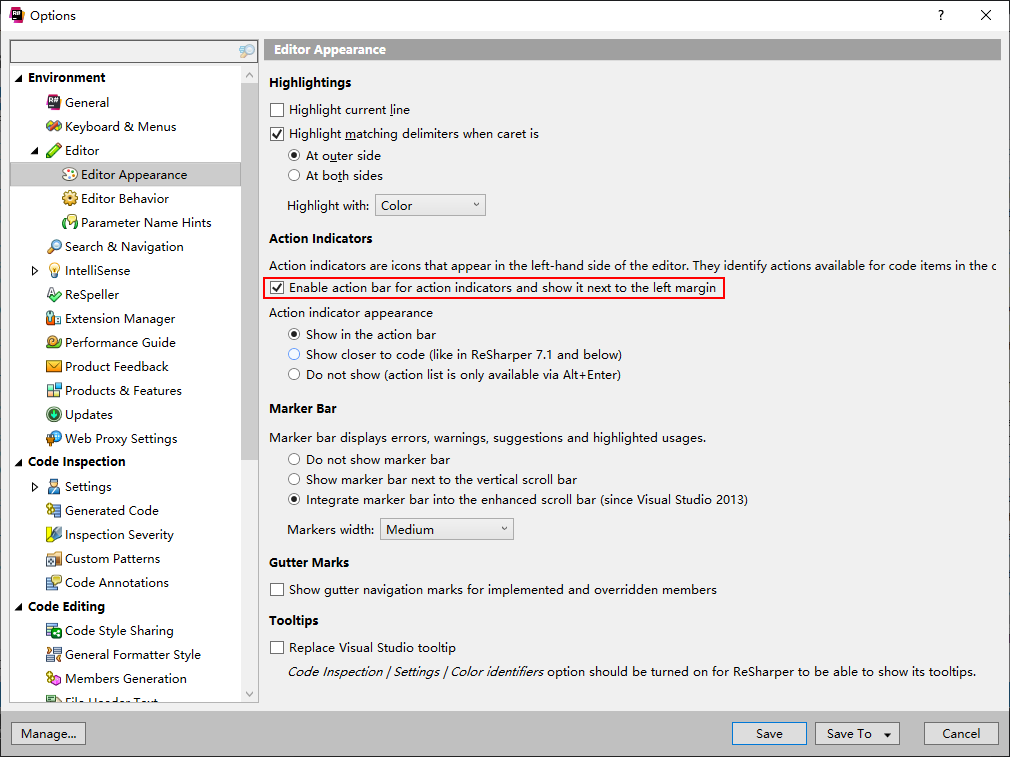 Options
Environment
General
Keyboard & Menus
Editor
Editor Appearance
Editor Behavior
Parameter Name Hints
Search & Navigation
IntelliSense
ReSpeller
Extension Manager
Performance Guide
Product Feedback
Products & Features
Updates
Web Proxy Settings
Code Inspection
Settings
Generated Code
Inspection Severity
Custom Patterns
Code Annotations
Code Editing
Code Style Sharing
General Formatter Style
Members Generation
File Header Text
Editor Appearance
Highlightings
Highlight current line
Highlight matching delimiters when caret is
At outer side
At both sides
Highlight with: Color
Action Indicators
Action indicators are icons that appear in the left-hand side of the editor. They identify actions available for code items in the c
Enable action bar for action indicators and show it next to the left margin
Action indicator appearance
Show in the action bar
Show closer to code (like in ReSharper 7.1 and below)
Do not show (action list is only available via Alt+Enter)
Marker Bar
Marker bar displays errors, warnings, suggestions and highlighted usages.
Do not show marker bar
Show marker bar next to the vertical scroll bar
Integrate marker bar into the enhanced scroll bar (since Visual Studio 2013)
Markers width: Medium
Gutter Marks
Show gutter navigation marks for implemented and overridden members
Tooltips
Replace Visual Studio tooltip
Code Inspection | Settings | Color identifiers option should be turned on for ReSharper to be able to show its tooltips.
Manage... Save Save To Cancel